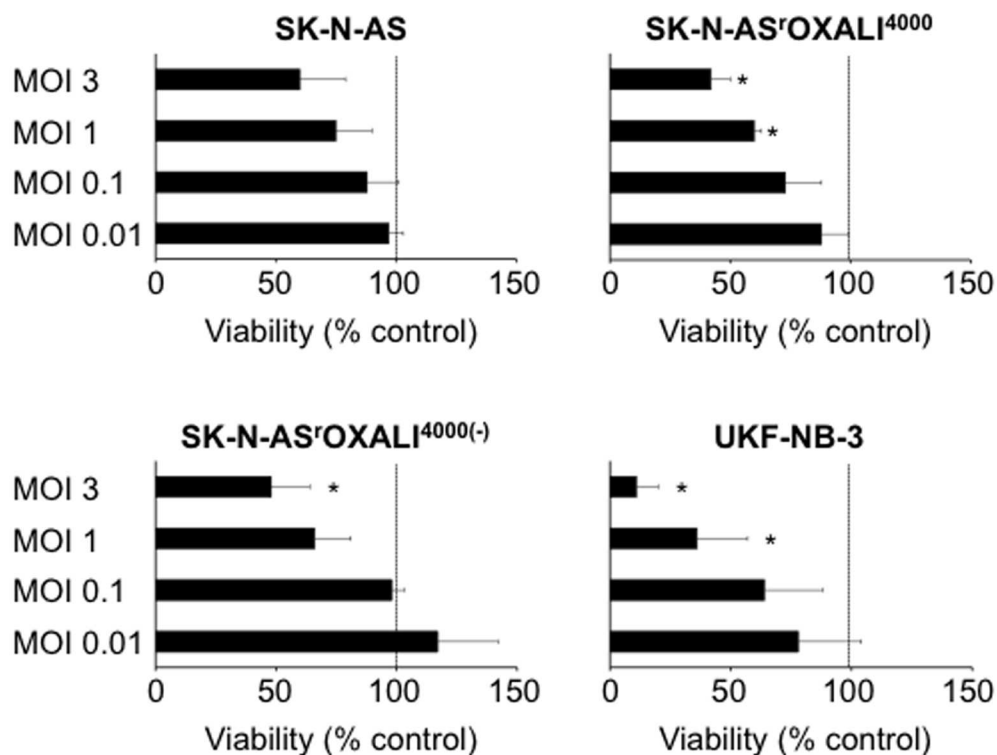 SK-N-AS
SK-N-ASʳOXALI⁴⁰⁰⁰
MOI 3
*
MOI 1
*
MOI 0.1
MOI 0.01
0 50 100 150
0 50 100 150
Viability (% control)
Viability (% control)
SK-N-ASʳOXALI⁴⁰⁰⁰⁽⁻⁾
UKF-NB-3
MOI 3
*
*
MOI 1
*
MOI 0.1
MOI 0.01
0 50 100 150
0 50 100 150
Viability (% control)
Viability (% control)